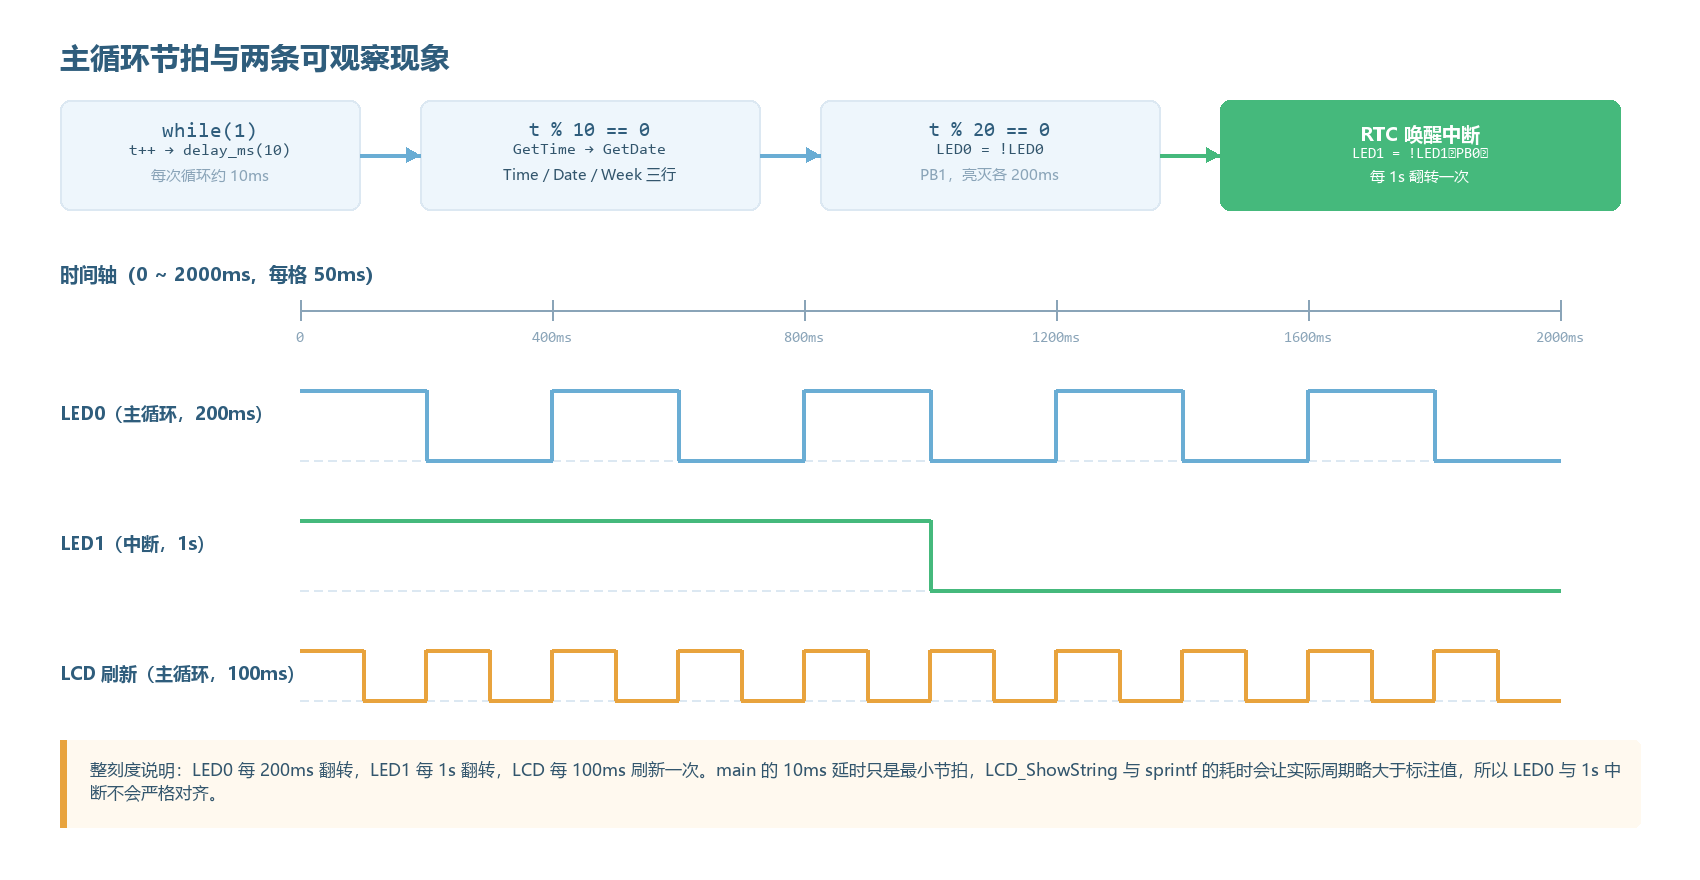 主循环节拍与两条可观察现象
while(1)
t++ → delay_ms(10)
每次循环约 10ms
t % 10 == 0
GetTime → GetDate
Time / Date / Week 三行
t % 20 == 0
LED0 = !LED0
PB1，亮灭各 200ms
RTC 唤醒中断
LED1 = !LED1▯PB0▯
每 1s 翻转一次
时间轴（0 ~ 2000ms，每格 50ms）
0
400ms
800ms
1200ms
1600ms
2000ms
LED0（主循环，200ms）
LED1（中断，1s）
LCD 刷新（主循环，100ms）
整刻度说明：LED0 每 200ms 翻转，LED1 每 1s 翻转，LCD 每 100ms 刷新一次。main 的 10ms 延时只是最小节拍，LCD_ShowString 与 sprintf 的耗时会让实际周期略大于标注值，所以 LED0 与 1s 中
断不会严格对齐。